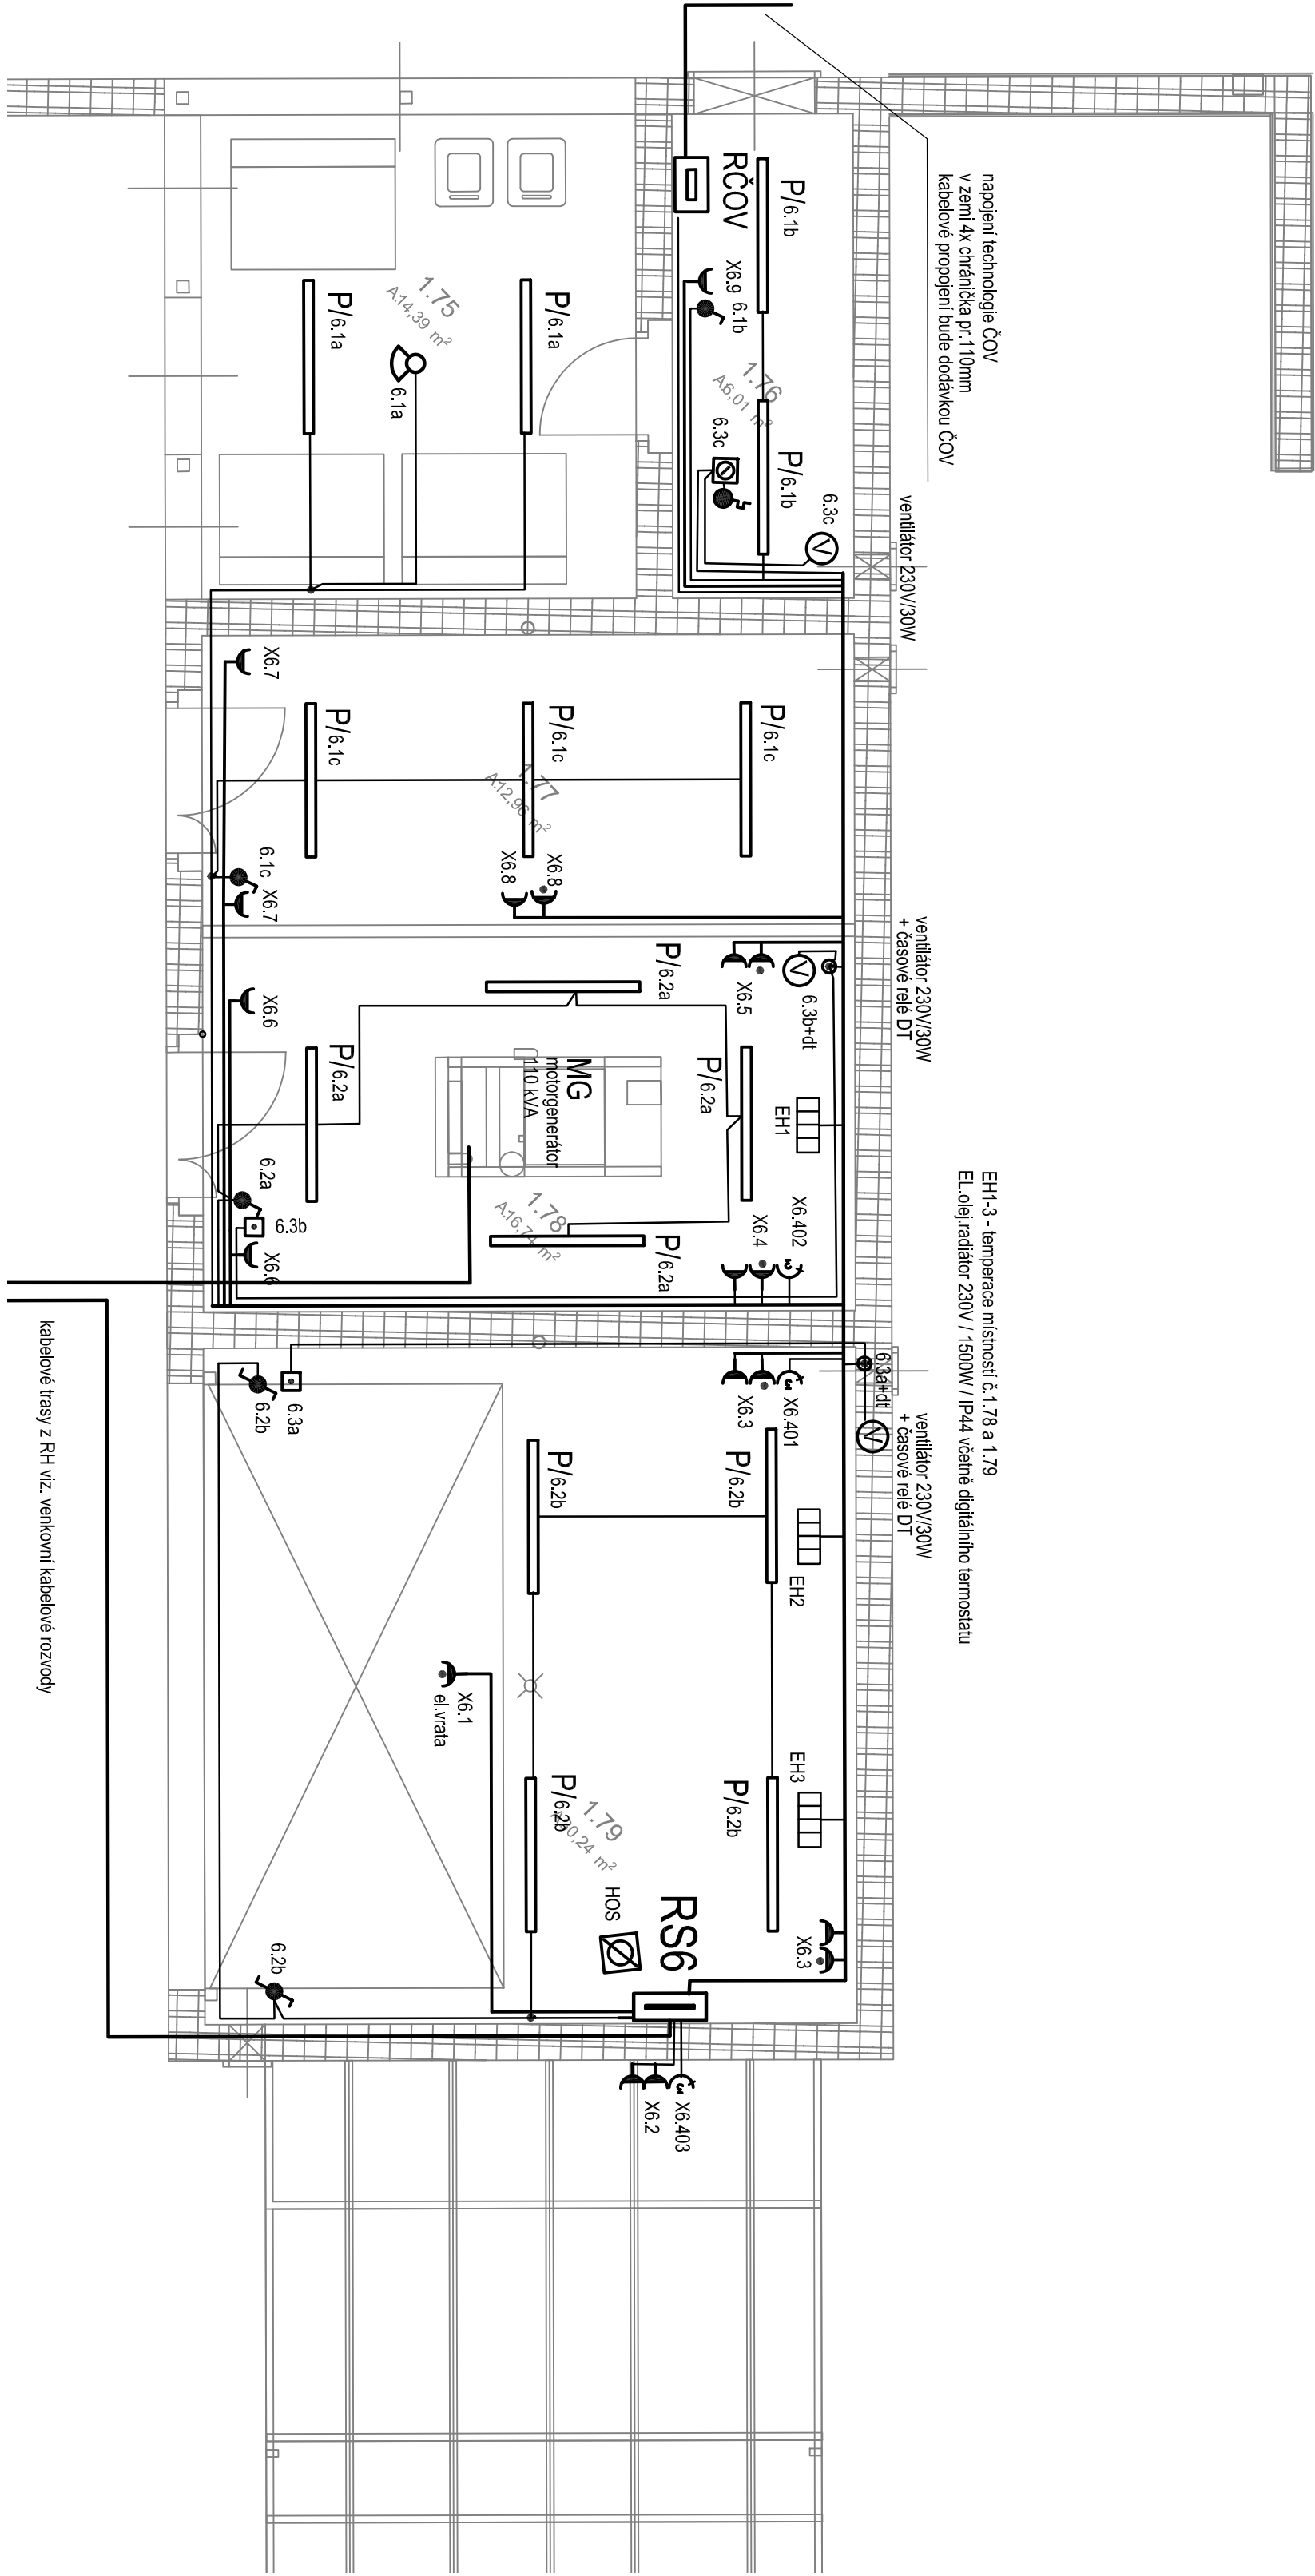 napojení technologie ČOV
v zemi 4x chránička pr.110mm
kabelové propojení bude dodávkou ČOV
ventilátor 230V/30W
ventilátor 230V/30W
+ časové relé DT
EH1-3 - temperace místností č.1.78 a 1.79
EL.olej.radiátor 230V / 1500W / IP44 včetně digitálního termostatu
ventilátor 230V/30W
+ časové relé DT
RČOV
P/6.1b
X6.9
6.1b
1.76
A:6,01 m²
6.3c
P/6.1b
6.3c
P/6.1a
P/6.1a
1.75
A:14,39 m²
6.1a
X6.7
P/6.1c
P/6.1c
P/6.1c
1.77
A:12,96 m²
X6.8
X6.8
6.1c
X6.7
X6.5
6.3b+dt
P/6.2a
P/6.2a
P/6.2a
P/6.2a
EH1
MG
motorgenerátor
110 kVA
X6.6
6.2a
6.3b
X6.6
1.78
A:16,74 m²
X6.4
X6.402
6.3a+dt
X6.401
X6.3
6.3a
6.2b
P/6.2b
P/6.2b
EH2
X6.1
el.vrata
EH3
P/6.2b
P/6.2b
1.79
HOS
RS6
X6.3
6.2b
X6.403
X6.2
kabelové trasy z RH viz. venkovní kabelové rozvody